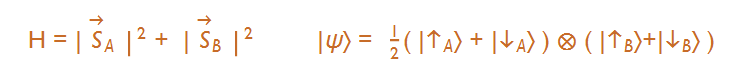 H = | S⃗_A |² + | S⃗_B |²     |ψ⟩ = ½ ( |↑_A⟩ + |↓_A⟩ ) ⊗ ( |↑_B⟩+|↓_B⟩ )